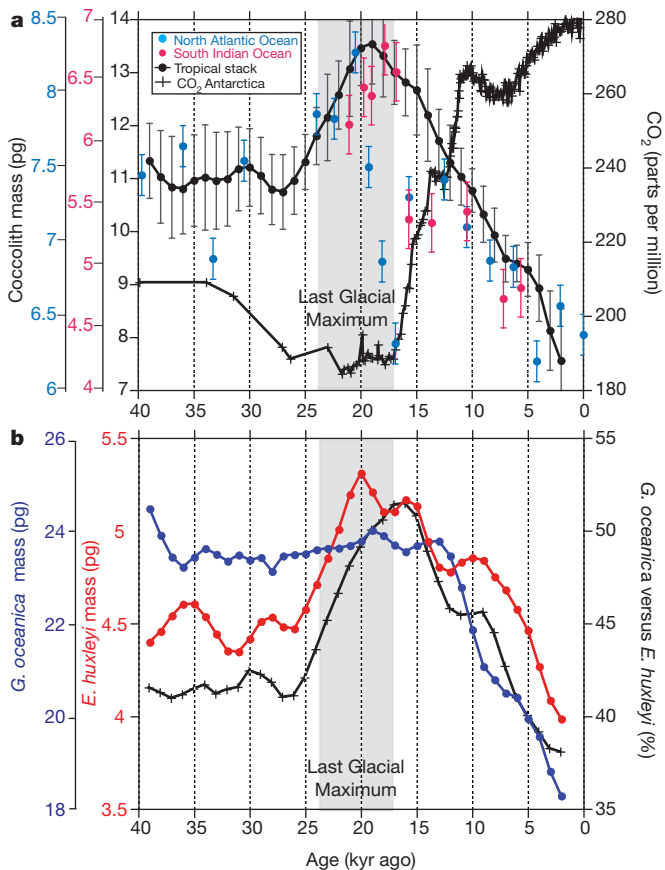 a
8.5
8
7.5
7
6.5
6
7
6.5
6
5.5
5
4.5
4
14
13
12
11
10
9
8
7
Coccolith mass (pg)
North Atlantic Ocean
South Indian Ocean
Tropical stack
CO2 Antarctica
Last Glacial
Maximum
280
260
240
220
200
180
CO2 (parts per million)
40 35 30 25 20 15 10 5 0
b
26
24
22
20
18
G. oceanica mass (pg)
5.5
5
4.5
4
3.5
E. huxleyi mass (pg)
Last Glacial
Maximum
55
50
45
40
35
G. oceanica versus E. huxleyi (%)
40 35 30 25 20 15 10 5 0
Age (kyr ago)